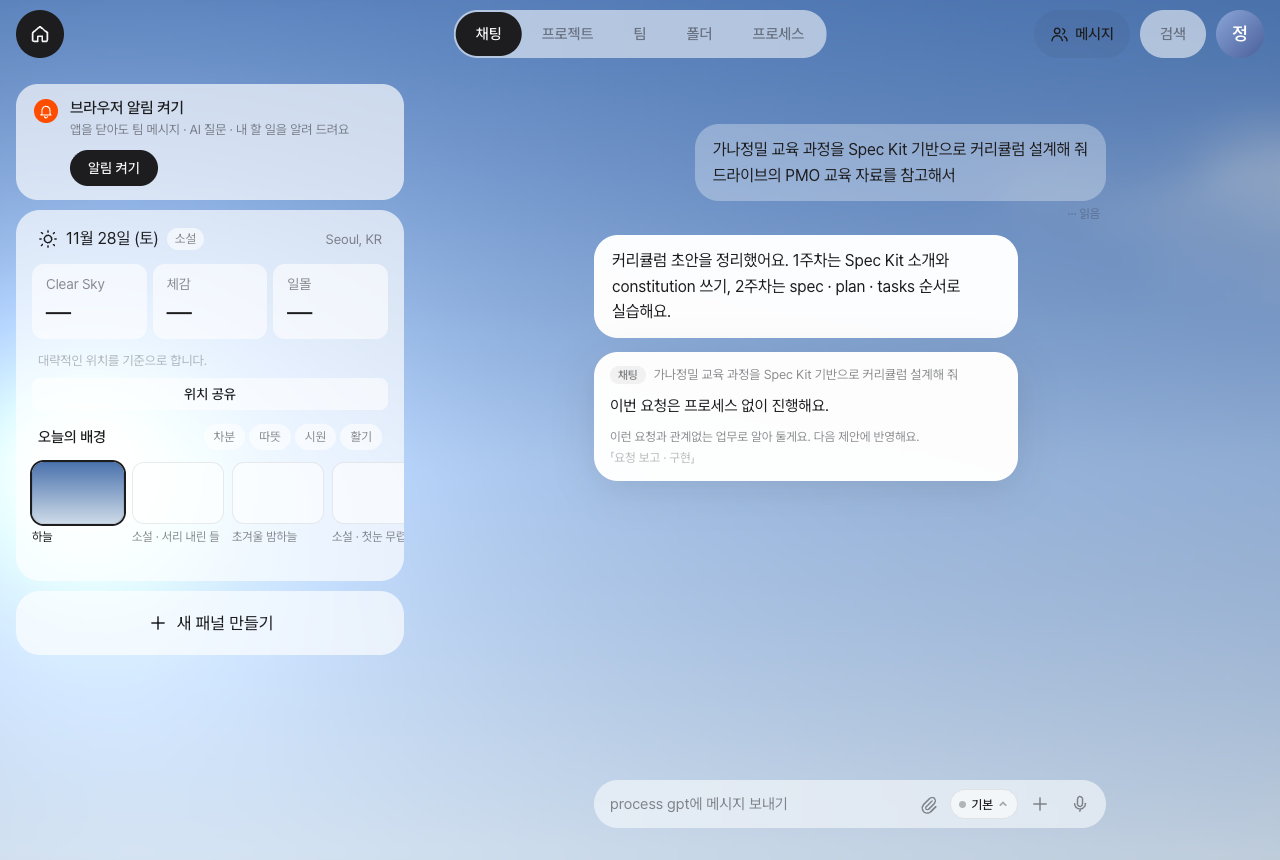 채팅
프로젝트
팀
폴더
프로세스
메시지
검색
정
브라우저 알림 켜기
앱을 닫아도 팀 메시지 · AI 질문 · 내 할 일을 알려 드려요
알림 켜기
11월 28일 (토)
소설
Seoul, KR
Clear Sky
체감
일몰
—
—
—
대략적인 위치를 기준으로 합니다.
위치 공유
오늘의 배경
차분
따뜻
시원
활기
하늘
소설 · 서리 내린 들
초겨울 밤하늘
소설 · 첫눈 무렵
새 패널 만들기
가나정밀 교육 과정을 Spec Kit 기반으로 커리큘럼 설계해 줘
드라이브의 PMO 교육 자료를 참고해서
– 읽음
커리큘럼 초안을 정리했어요. 1주차는 Spec Kit 소개와
constitution 쓰기, 2주차는 spec · plan · tasks 순서로
실습해요.
채팅
가나정밀 교육 과정을 Spec Kit 기반으로 커리큘럼 설계해 줘
이번 요청은 프로세스 없이 진행해요.
이런 요청과 관계없는 업무로 알아 둘게요. 다음 제안에 반영해요.
「요청 보고 · 구현」
process gpt에 메시지 보내기
기본